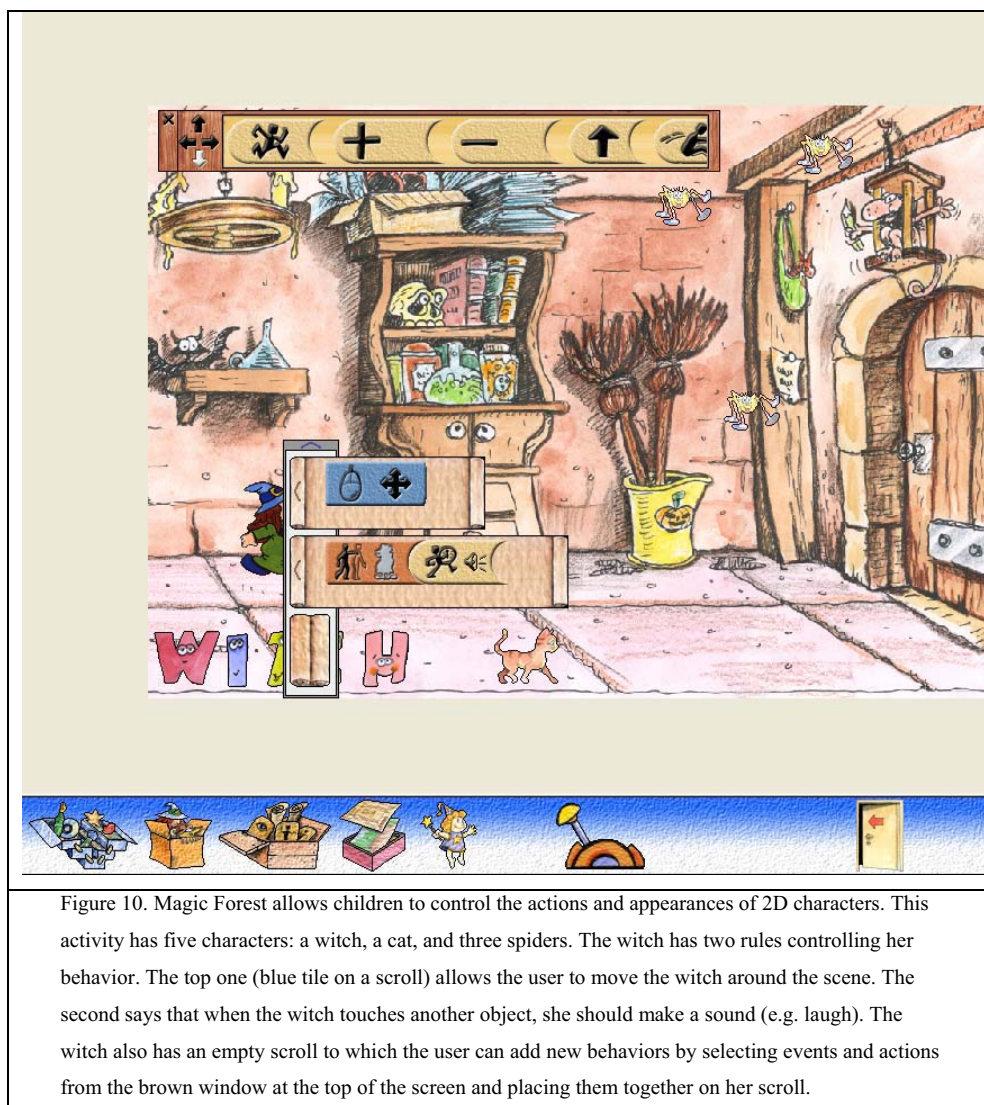 W I H
Figure 10. Magic Forest allows children to control the actions and appearances of 2D characters. This
activity has five characters: a witch, a cat, and three spiders. The witch has two rules controlling her
behavior. The top one (blue tile on a scroll) allows the user to move the witch around the scene. The
second says that when the witch touches another object, she should make a sound (e.g. laugh). The
witch also has an empty scroll to which the user can add new behaviors by selecting events and actions
from the brown window at the top of the screen and placing them together on her scroll.